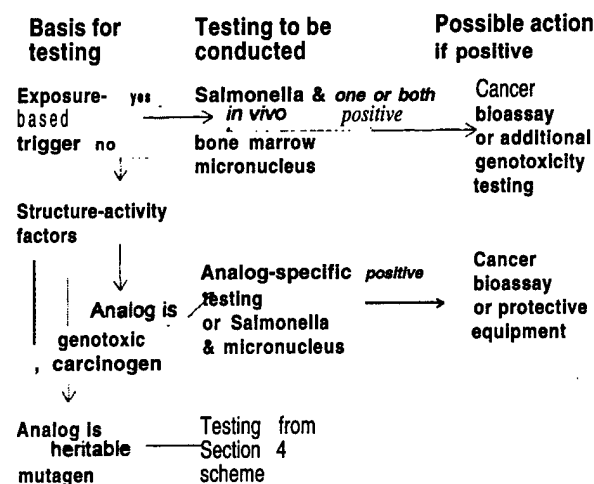 Basis for testing
Testing to be conducted
Possible action if positive
Exposure- yes
based
trigger no
Salmonella & one or both
in vivo positive
bone marrow
micronucleus
Cancer
bioassay
or additional
genotoxicity
testing
Structure-activity
factors
Analog is
genotoxic
, carcinogen
Analog-specific positive
testing
or Salmonella
& micronucleus
Cancer
bioassay
or protective
equipment
Analog is
heritable
mutagen
Testing from
Section 4
scheme